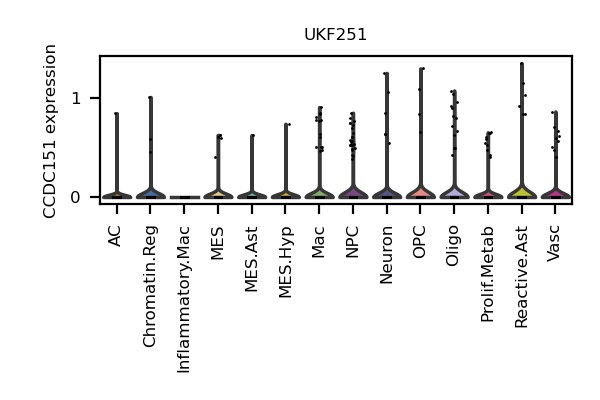 UKF251
CCDC151 expression
1
0
AC
Chromatin.Reg
Inflammatory.Mac
MES
MES.Ast
MES.Hyp
Mac
NPC
Neuron
OPC
Oligo
Prolif.Metab
Reactive.Ast
Vasc